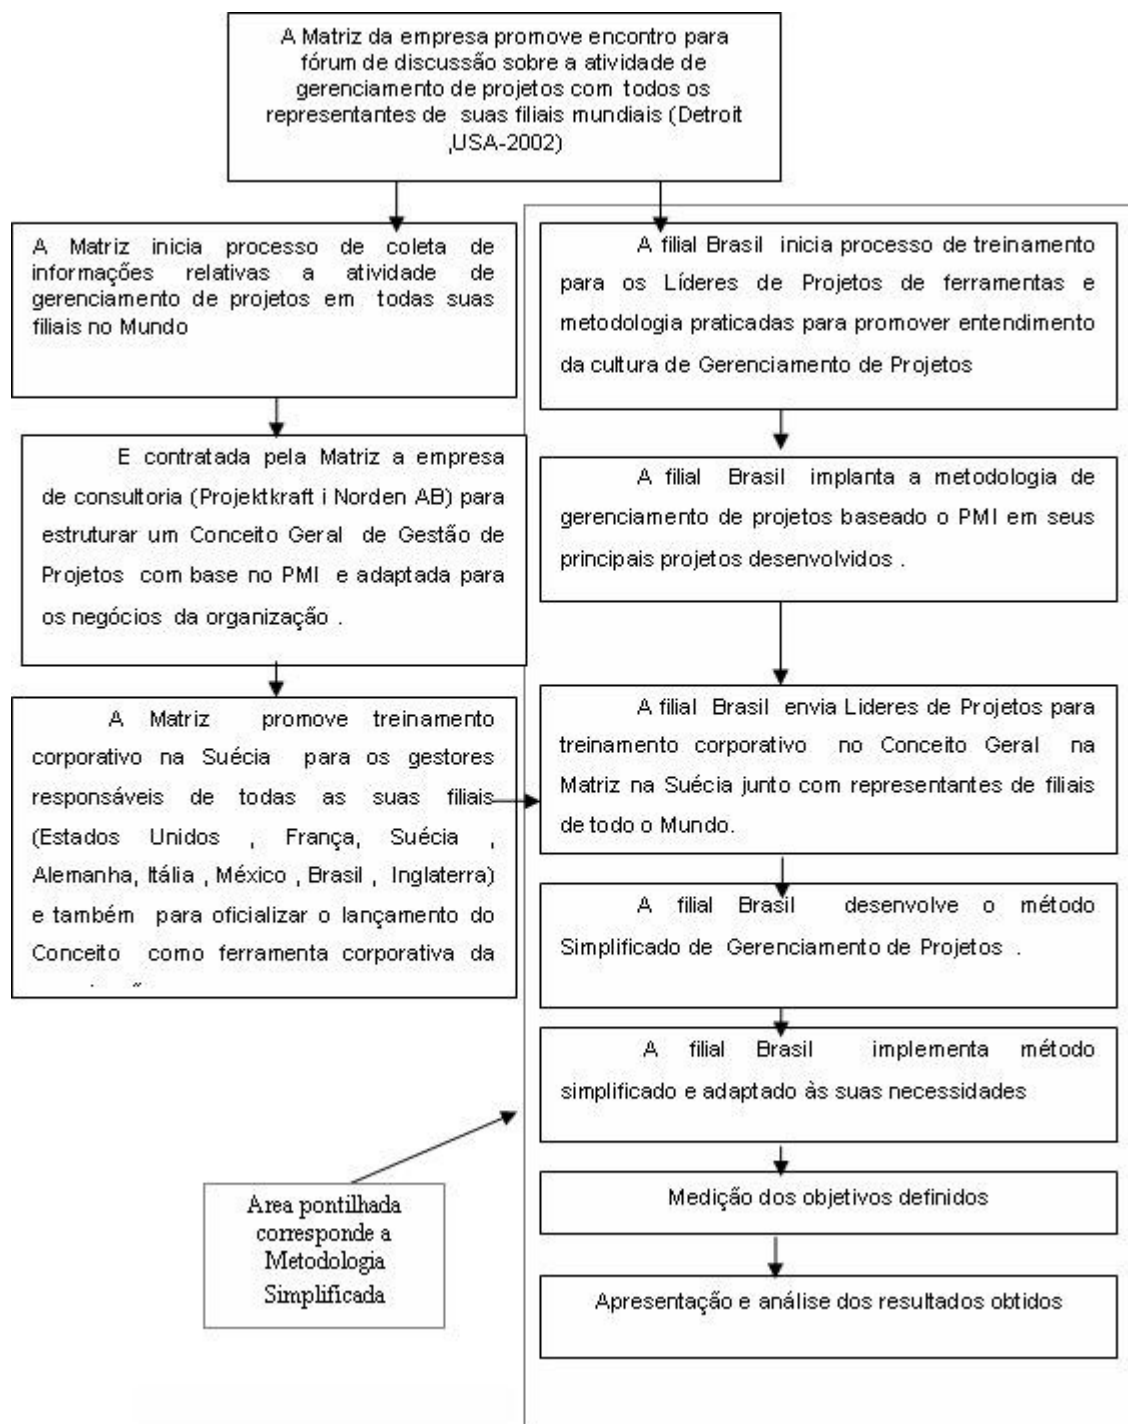 A Matriz da empresa promove encontro para
fórum de discussão sobre a atividade de
gerenciamento de projetos com todos os
representantes de suas filiais mundiais (Detroit
,USA-2002)
A Matriz inicia processo de coleta de
informações relativas a atividade de
gerenciamento de projetos em todas suas
filiais no Mundo
E contratada pela Matriz a empresa
de consultoria (Projektkraft i Norden AB) para
estruturar um Conceito Geral de Gestão de
Projetos com base no PMI e adaptada para
os negócios da organização .
A Matriz promove treinamento
corporativo na Suécia para os gestores
responsáveis de todas as suas filiais
(Estados Unidos , França, Suécia ,
Alemanha, Itália , México , Brasil , Inglaterra)
e também para oficializar o lançamento do
Conceito como ferramenta corporativa da
A filial Brasil inicia processo de treinamento
para os Líderes de Projetos de ferramentas e
metodologia praticadas para promover entendimento
da cultura de Gerenciamento de Projetos
A filial Brasil implanta a metodologia de
gerenciamento de projetos baseado o PMI em seus
principais projetos desenvolvidos .
A filial Brasil envia Lideres de Projetos para
treinamento corporativo no Conceito Geral na
Matriz na Suécia junto com representantes de filiais
de todo o Mundo.
A filial Brasil desenvolve o método
Simplificado de Gerenciamento de Projetos .
A filial Brasil implementa método
simplificado e adaptado às suas necessidades
Medição dos objetivos definidos
Apresentação e análise dos resultados obtidos
Area pontilhada
corresponde a
Metodologia
Simplificada